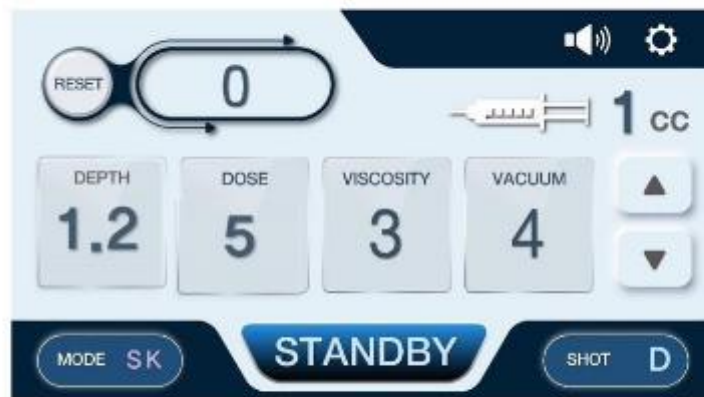 RESET
0
1 cc
DEPTH
1.2
DOSE
5
VISCOSITY
3
VACUUM
4
MODE SK
STANDBY
SHOT D